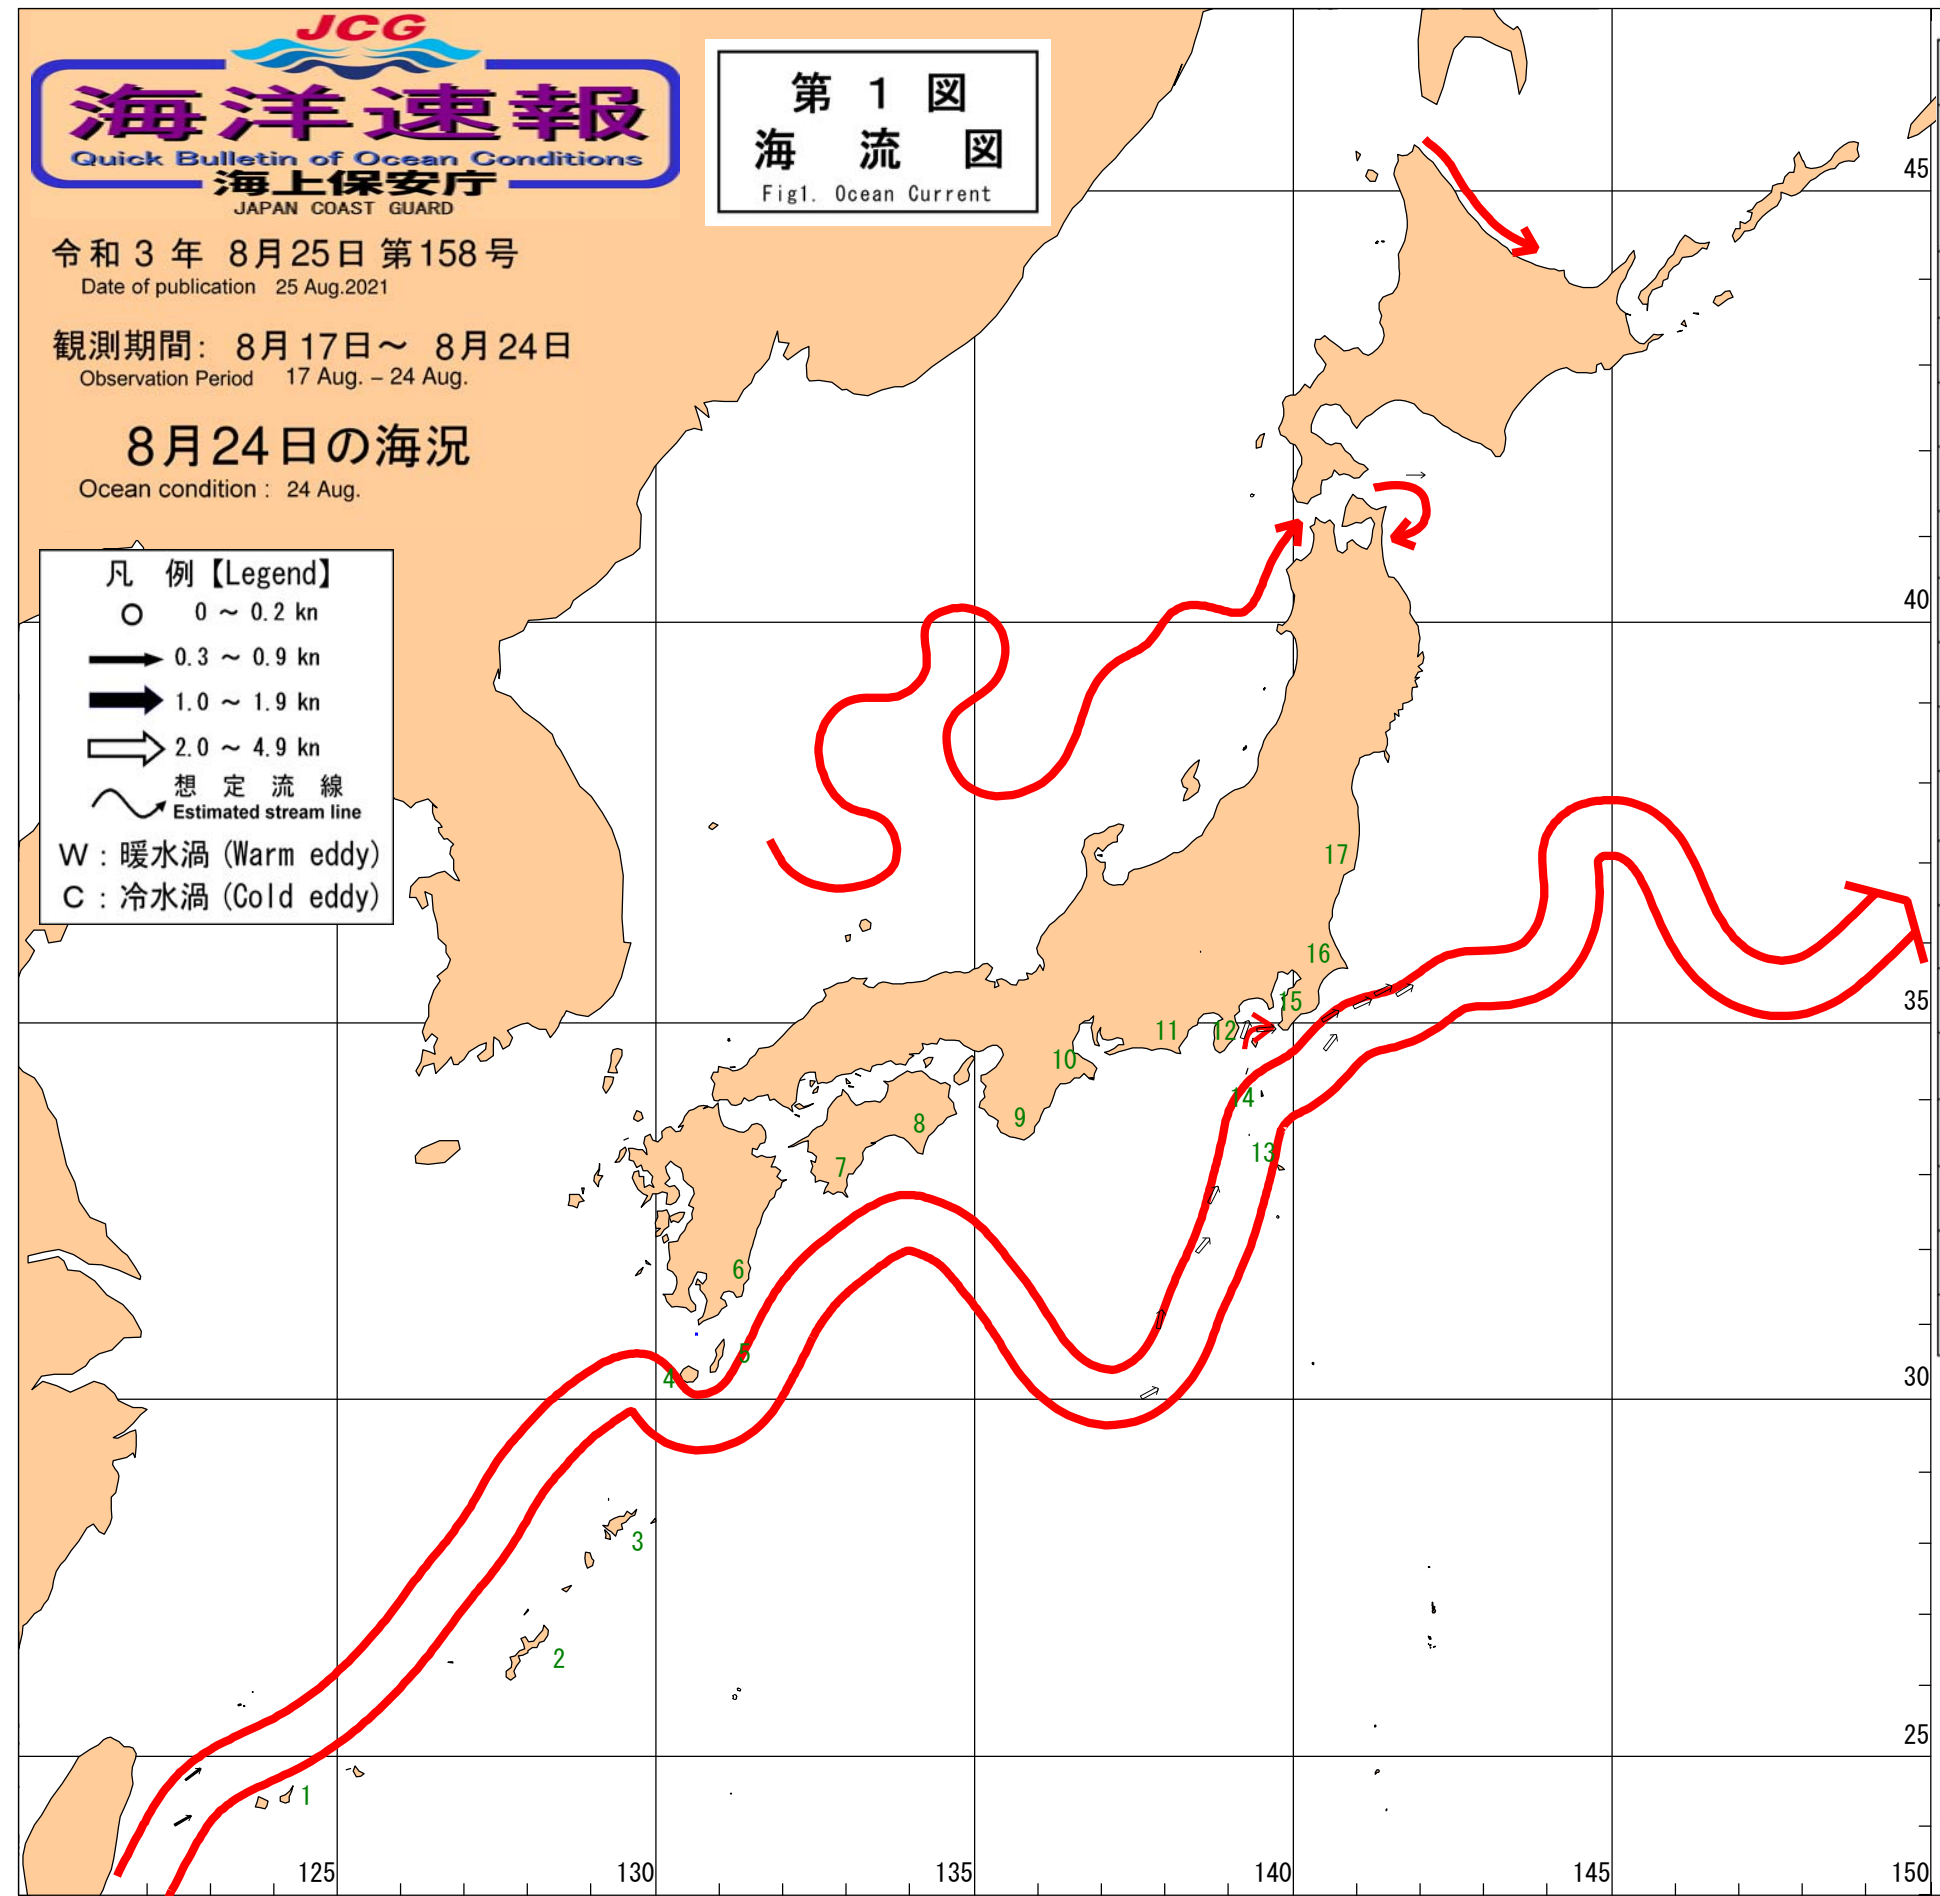 JCG
海洋速報
Quick Bulletin of Ocean Conditions
海上保安庁
JAPAN COAST GUARD
第 1 図
海 流 図
Fig1. Ocean Current
令和 3 年 8月25日 第158号
Date of publication 25 Aug.2021
観測期間: 8月17日～ 8月24日
Observation Period 17 Aug. – 24 Aug.
8月24日の海況
Ocean condition : 24 Aug.
凡 例【Legend】
0 ～ 0.2 kn
0.3 ～ 0.9 kn
1.0 ～ 1.9 kn
2.0 ～ 4.9 kn
想 定 流 線
Estimated stream line
W : 暖水渦 (Warm eddy)
C : 冷水渦 (Cold eddy)
45
40
17
16
35
15
12
11
10
14
9
8
13
7
6
5
4
30
3
2
25
1
125
130
135
140
145
150